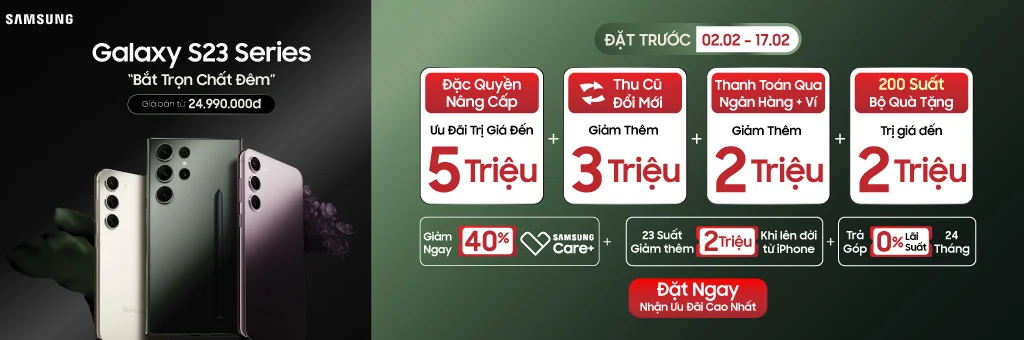 SAMSUNG
Galaxy S23 Series
“Bắt Trọn Chất Đêm”
Giá bán từ 24,990.000đ
ĐẶT TRƯỚC 02.02 - 17.02
Đặc Quyền
Nâng Cấp
Ưu Đãi Trị Giá Đến
5 Triệu
+
Thu Cũ
Đổi Mới
Giảm Thêm
3 Triệu
+
Thanh Toán Qua
Ngân Hàng + Ví
Giảm Thêm
2 Triệu
+
200 Suất
Bộ Quà Tặng
Trị giá đến
2 Triệu
Giảm
Ngay
40%
SAMSUNG
Care+
+
23 Suất
Giảm thêm
2 Triệu
Khi lên đời
từ iPhone
+
Trả
Góp
0%
Lãi
Suất
24
Tháng
Đặt Ngay
Nhận Ưu Đãi Cao Nhất